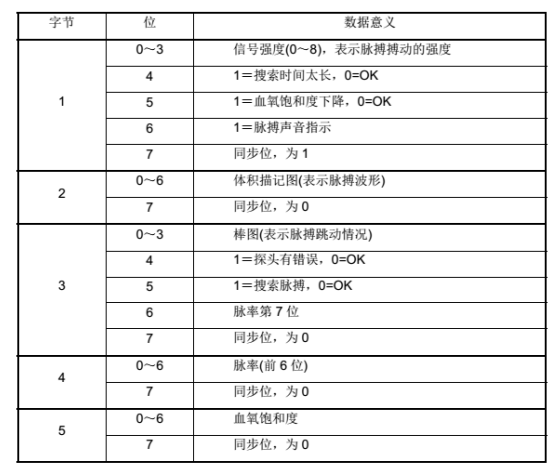 字节 位 数据意义
1
0～3 信号强度(0～8)，表示脉搏搏动的强度
4 1＝搜索时间太长，0=OK
5 1＝血氧饱和度下降，0=OK
6 1＝脉搏声音指示
7 同步位，为 1
2
0～6 体积描记图(表示脉搏波形)
7 同步位，为 0
3
0～3 棒图(表示脉搏跳动情况)
4 1＝探头有错误，0=OK
5 1＝搜索脉搏，0=OK
6 脉率第 7 位
7 同步位，为 0
4
0～6 脉率(前 6 位)
7 同步位，为 0
5
0～6 血氧饱和度
7 同步位，为 0